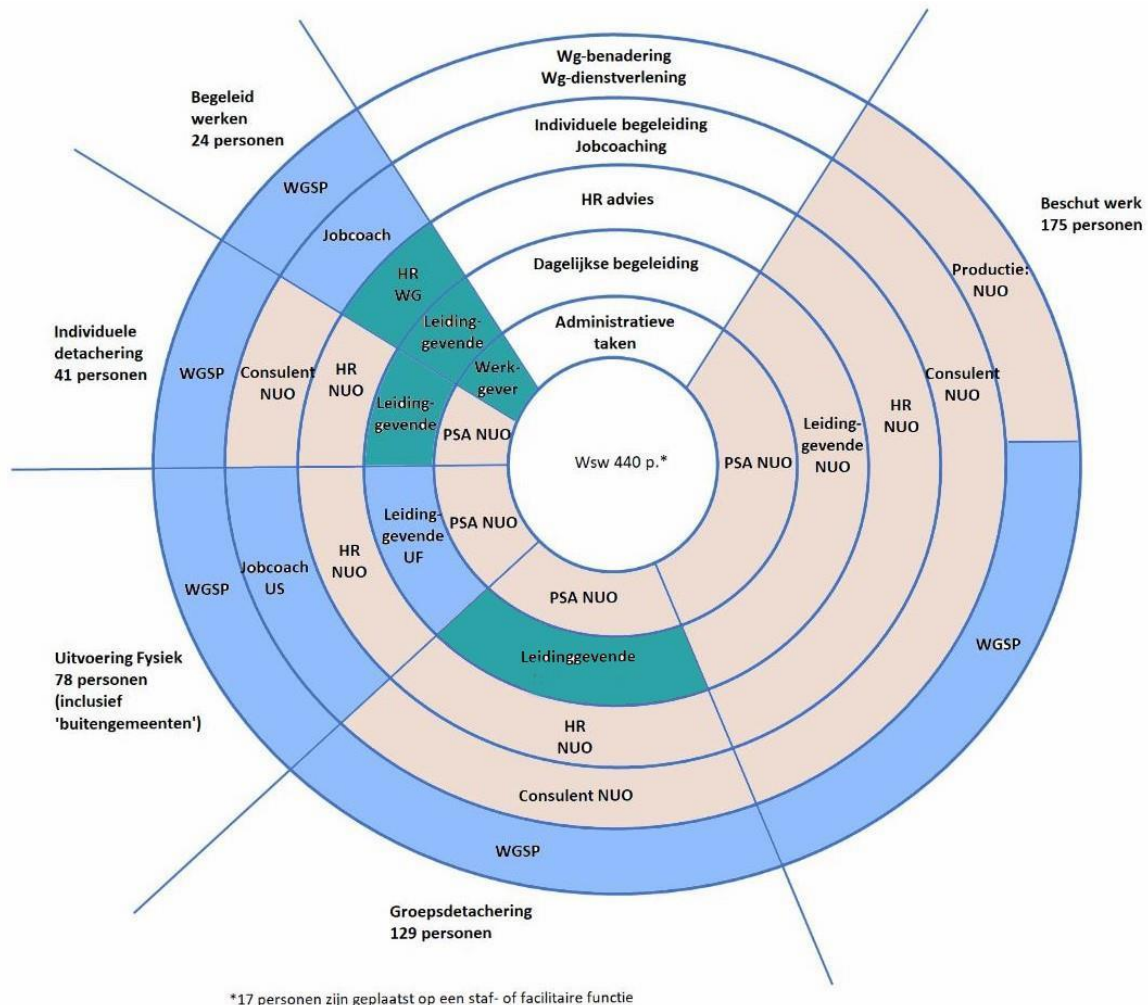 Wg-benadering
Wg-dienstverlening
Individuele begeleiding
Jobcoaching
HR advies
Dagelijkse begeleiding
Administratieve
taken
Wsw 440 p.*
Begeleid
werken
24 personen
WGSP
Jobcoach
HR
WG
Leiding-
gevende
Werk-
gever
Individuele
detachering
41 personen
WGSP
Consulent
NUO
HR
NUO
Leiding-
gevende
PSA NUO
Uitvoering Fysiek
78 personen
(inclusief
'buitengemeenten')
WGSP
Jobcoach
US
HR
NUO
Leiding-
gevende
UF
PSA NUO
Groepsdetachering
129 personen
WGSP
Consulent NUO
HR
NUO
Leidinggevende
PSA NUO
Beschut werk
175 personen
Productie:
NUO
WGSP
Consulent
NUO
HR
NUO
Leiding-
gevende
NUO
PSA NUO
*17 personen zijn geplaatst op een staf- of facilitaire functie